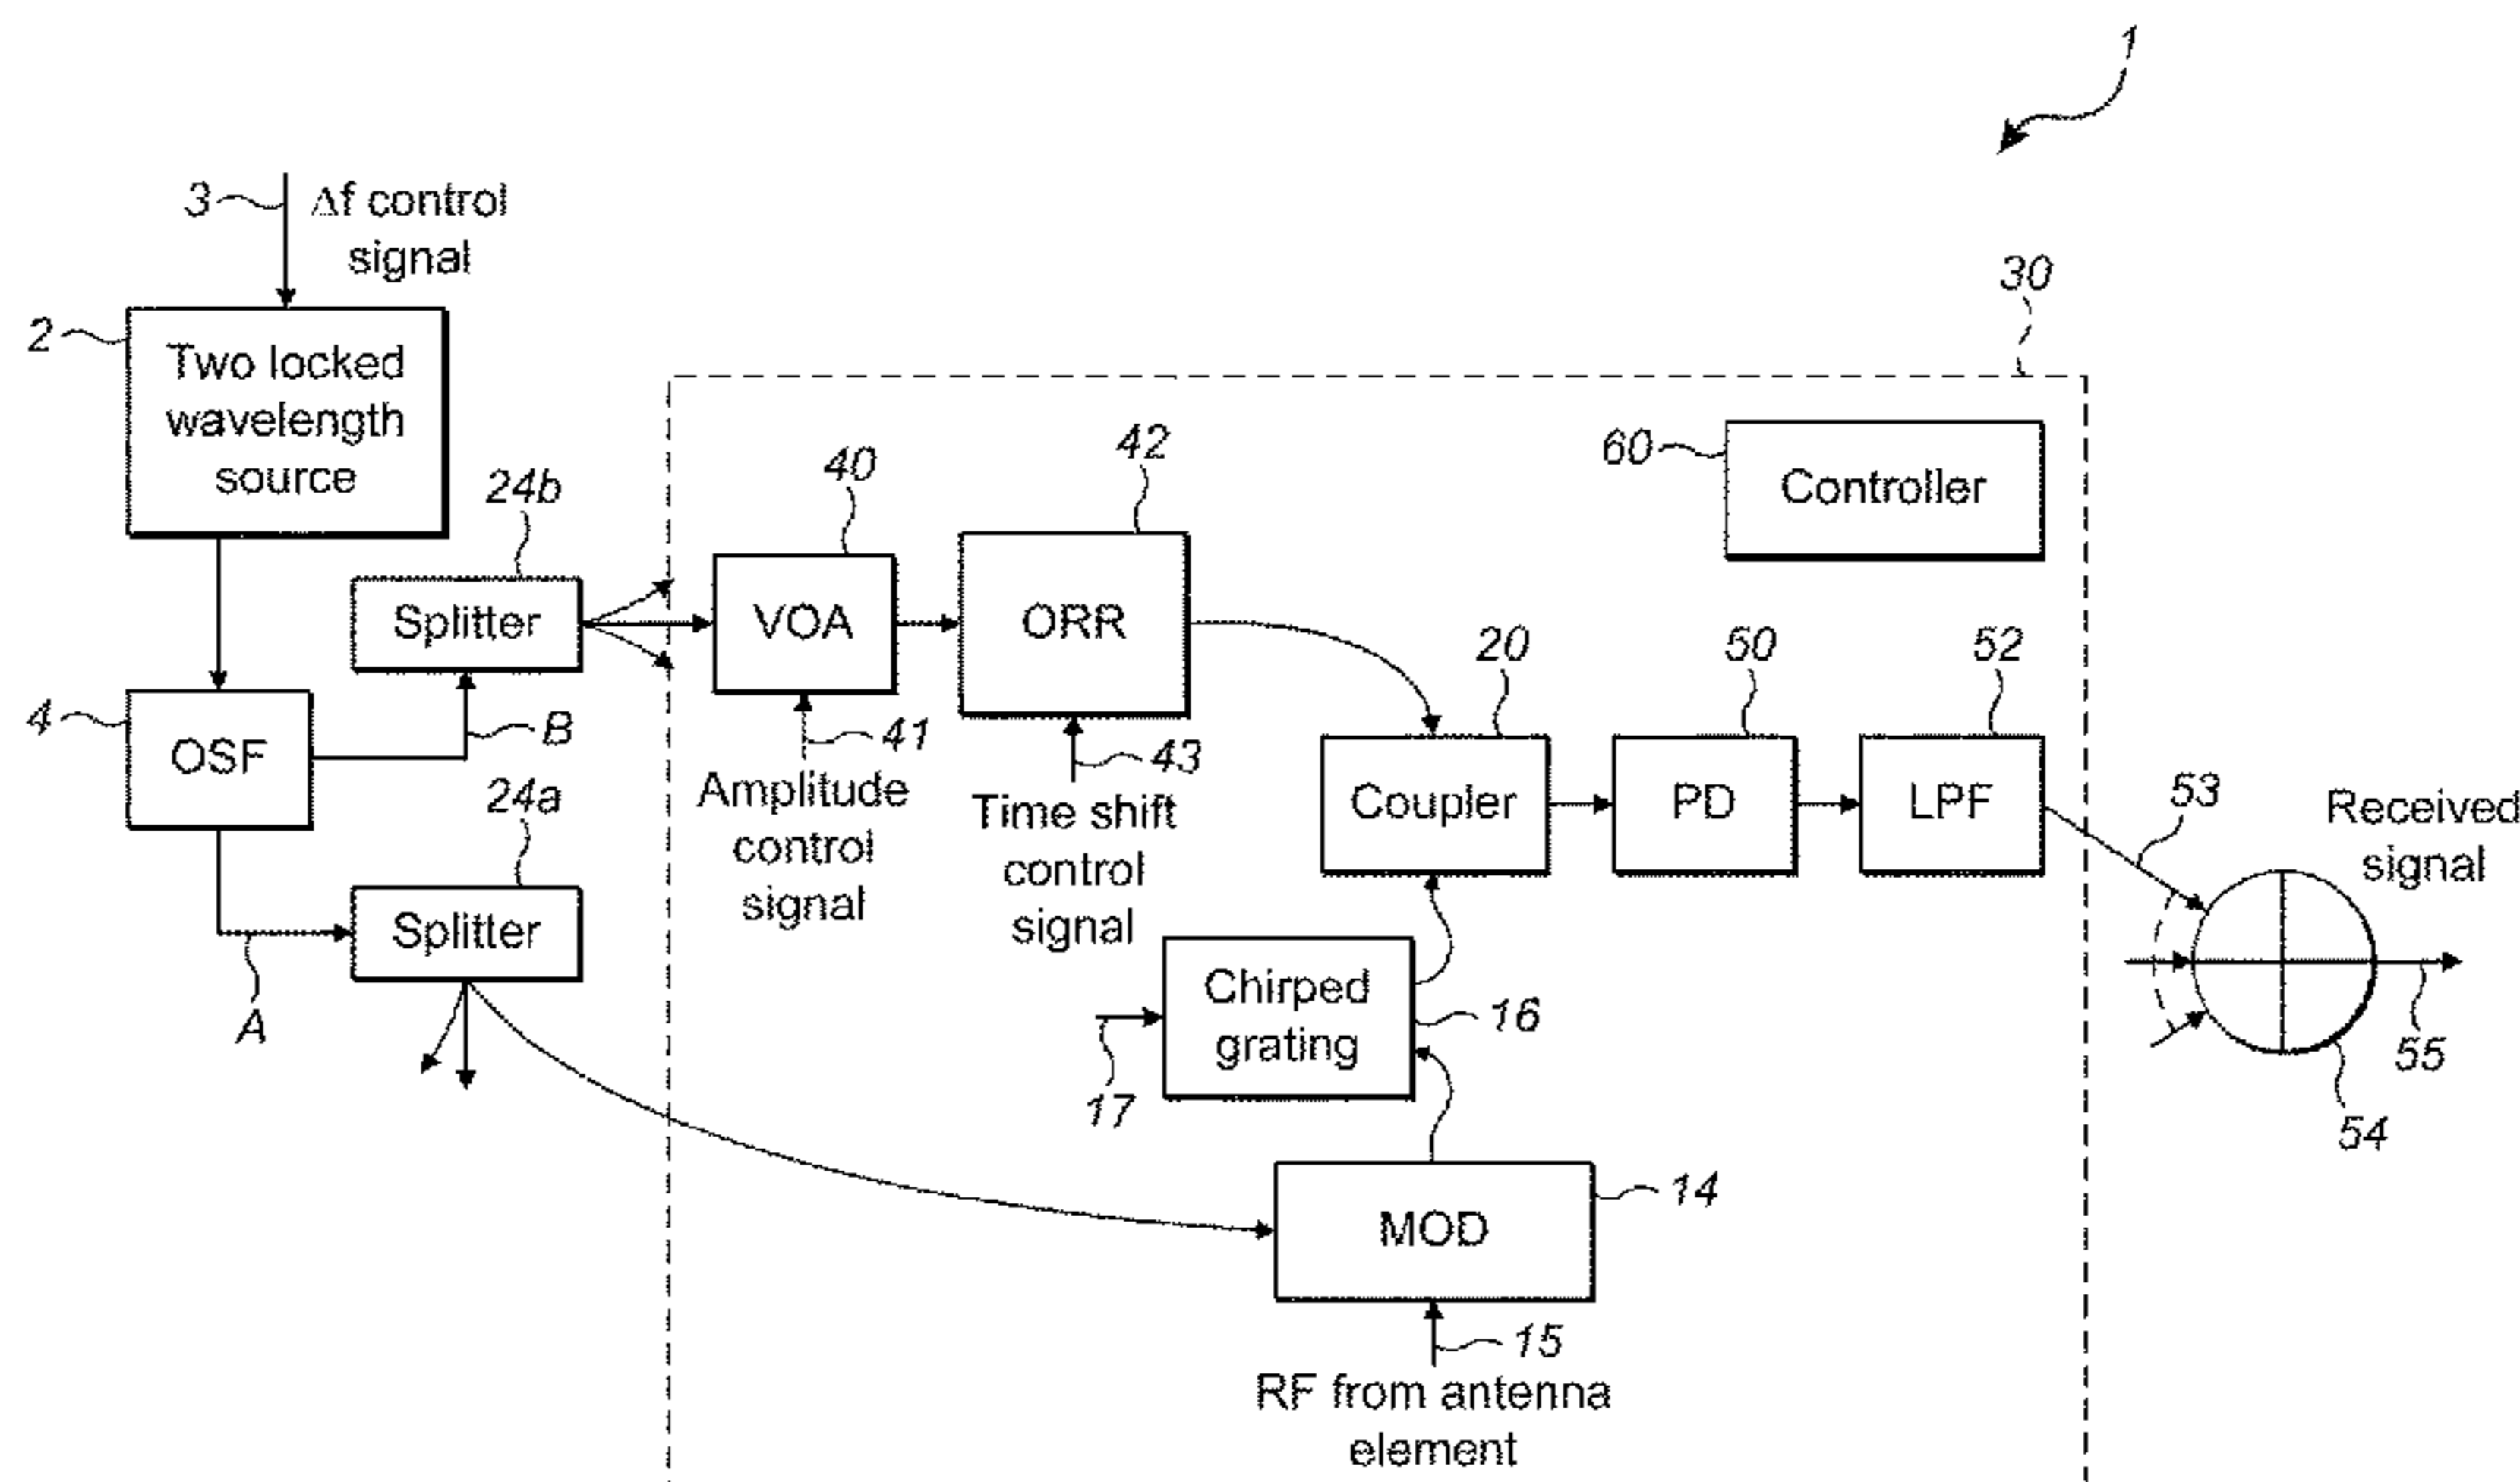 1
3
Δf control
signal
30
2
Two locked
wavelength
source
24b
40
42
60
Controller
Splitter
VOA
ORR
20
50
52
4
OSF
B
41
43
Amplitude
control
signal
Time shift
control
signal
Coupler
PD
LPF
53
Received
signal
24a
Splitter
A
Chirped
grating
16
17
55
54
14
MOD
15
RF from antenna
element